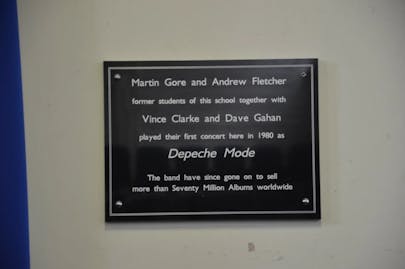 Martin Gore and Andrew Fletcher
former students of this school together with
Vince Clarke and Dave Gahan
played their first concert here in 1980 as
Depeche Mode
The band have since gone on to sell
more than Seventy Million Albums worldwide